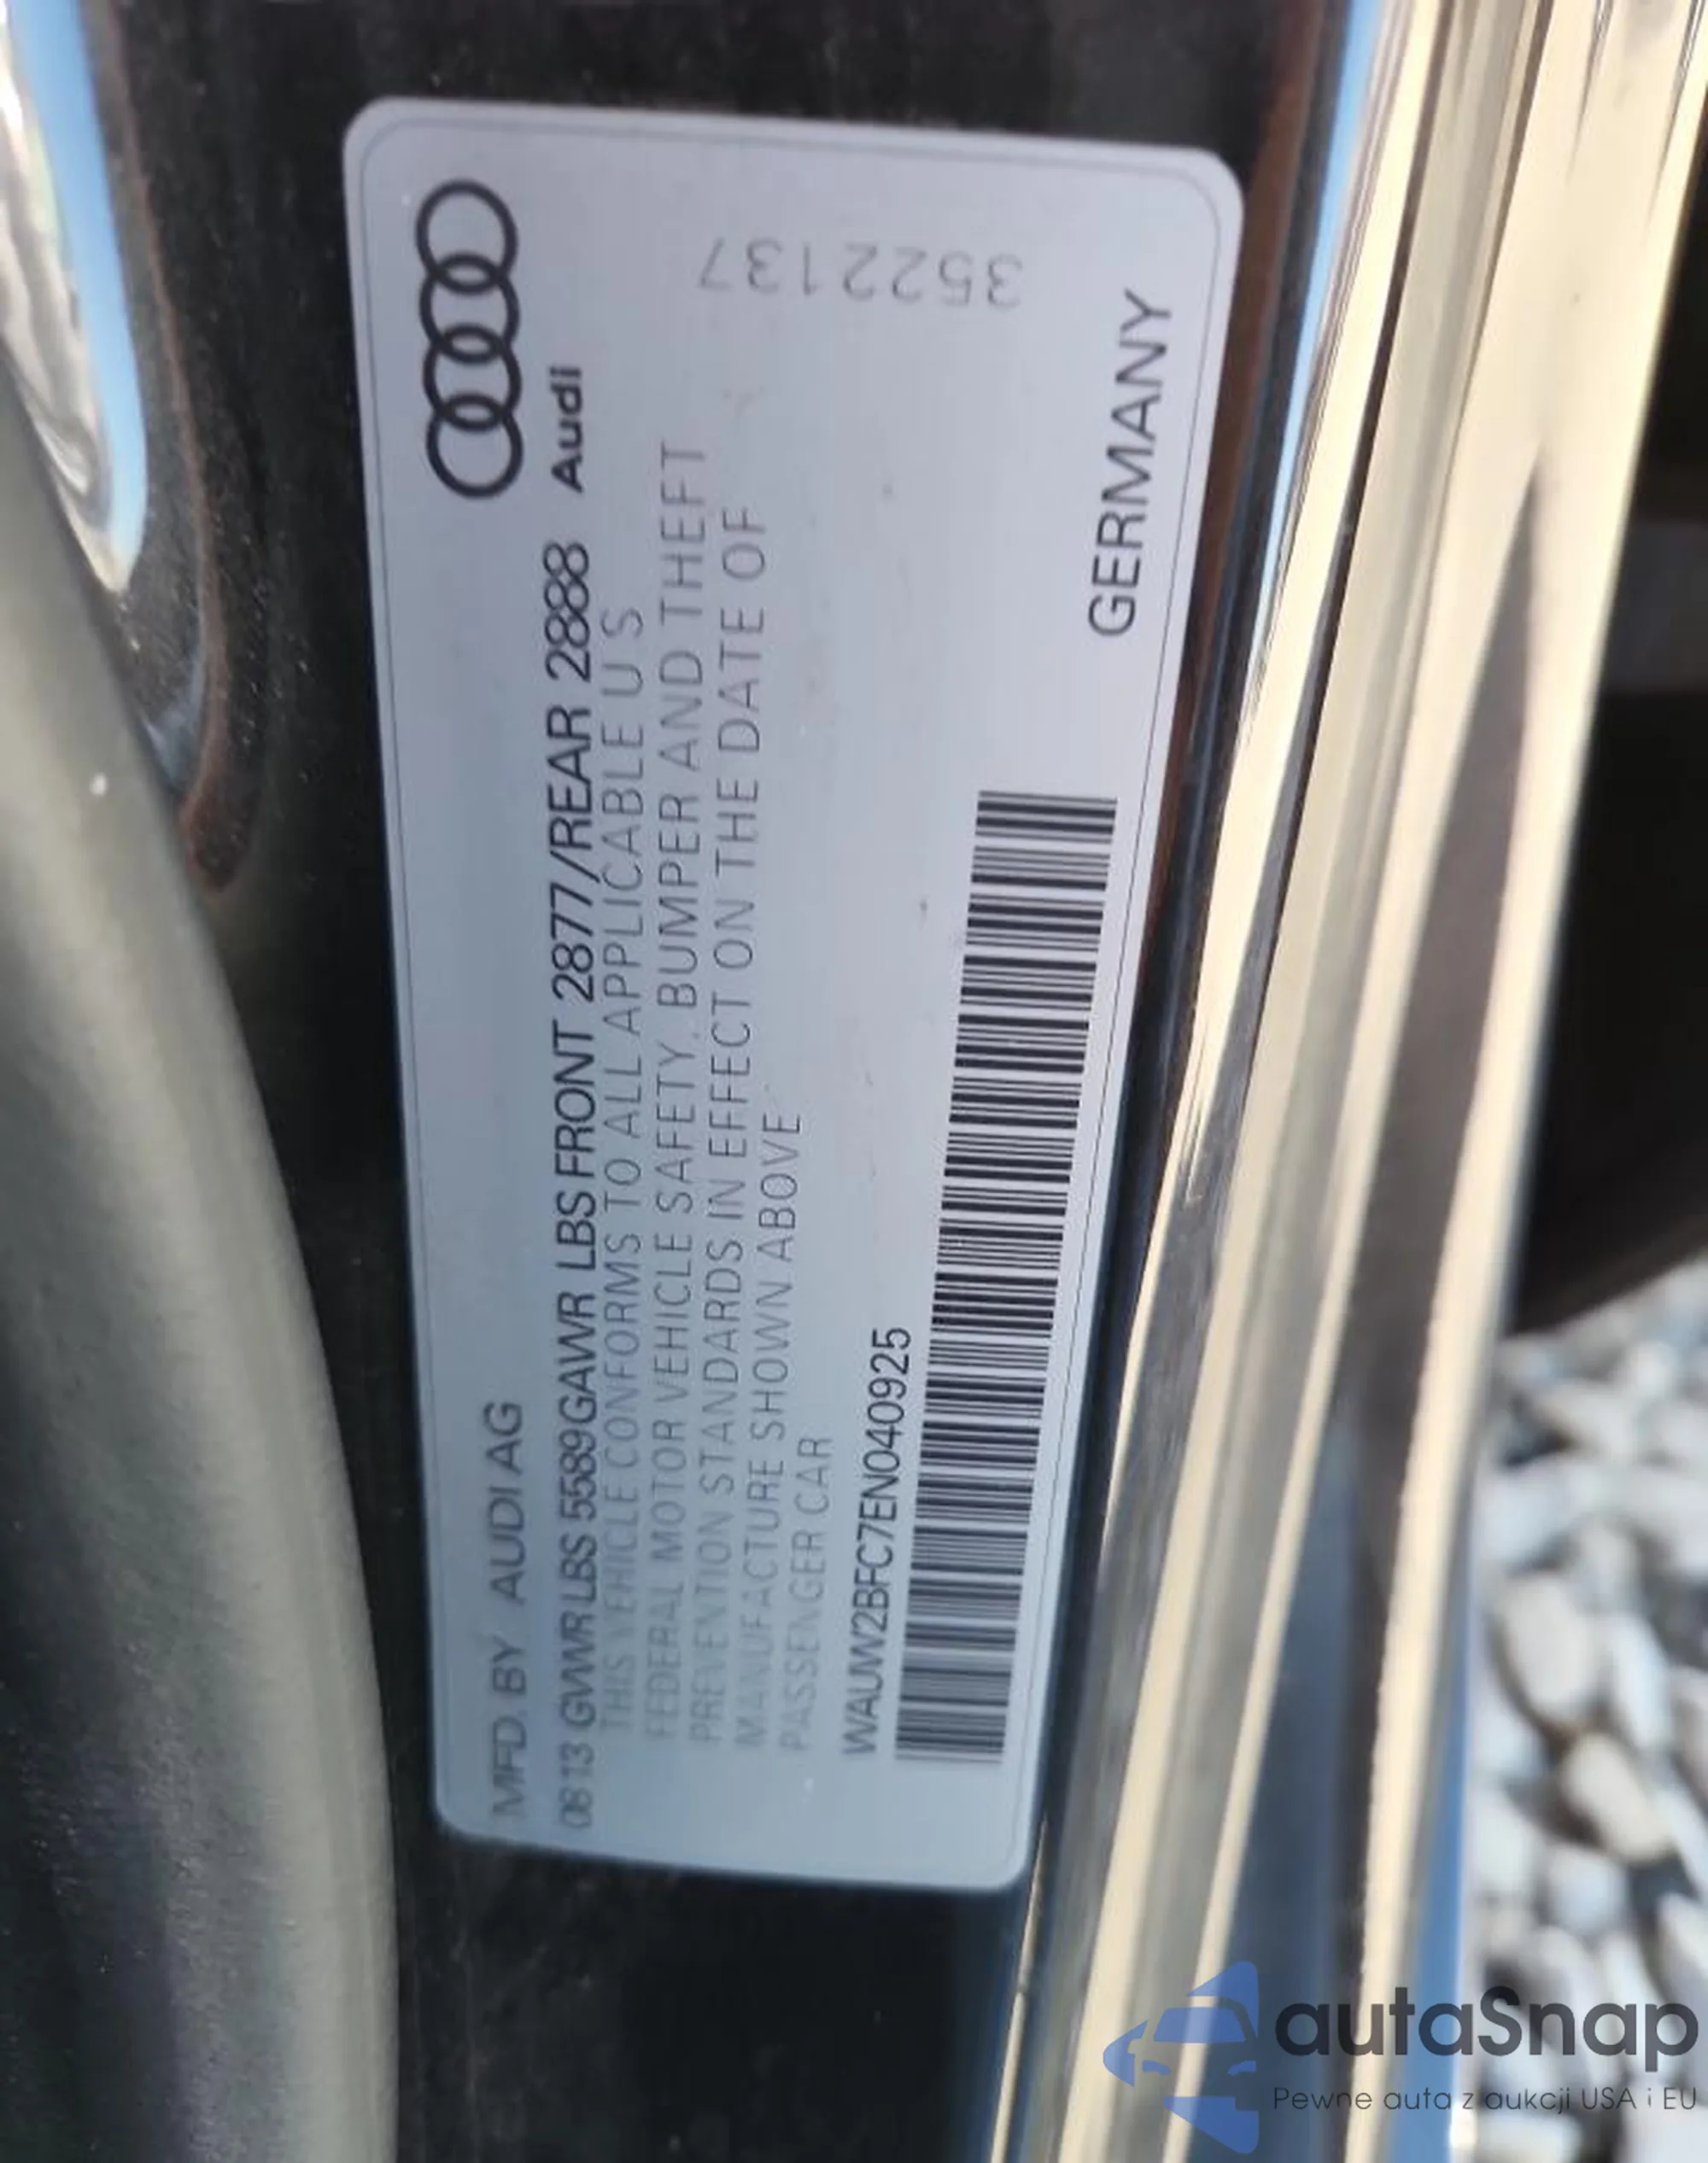 MFD. BY AUDI AG
08 13 GVWR LBS 5589 GAWR LBS FRONT 2877/REAR 2888
Audi
THIS VEHICLE CONFORMS TO ALL APPLICABLE U S
FEDERAL MOTOR VEHICLE SAFETY, BUMPER AND THEFT
PREVENTION STANDARDS IN EFFECT ON THE DATE OF
MANUFACTURE SHOWN ABOVE
PASSENGER CAR
WAUW2BFC7EN040925
GERMANY
3522137
autaSnap
Pewne auta z aukcji USA i EU